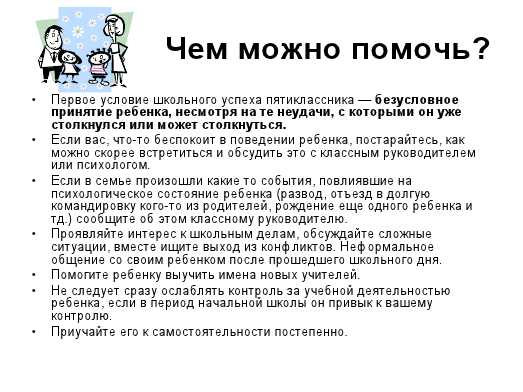 Чем можно помочь?
• Первое условие школьного успеха пятиклассника — безусловное
принятие ребенка, несмотря на те неудачи, с которыми он уже
столкнулся или может столкнуться.
• Если вас, что-то беспокоит в поведении ребенка, постарайтесь, как
можно скорее встретиться и обсудить это с классным руководителем
или психологом.
• Если в семье произошли какие то события, повлиявшие на
психологическое состояние ребенка (развод, отъезд в долгую
командировку кого-то из родителей, рождение еще одного ребенка и
тд.) сообщите об этом классному руководителю.
• Проявляйте интерес к школьным делам, обсуждайте сложные
ситуации, вместе ищите выход из конфликтов. Неформальное
общение со своим ребенком после прошедшего школьного дня.
• Помогите ребенку выучить имена новых учителей.
• Не следует сразу ослаблять контроль за учебной деятельностью
ребенка, если в период начальной школы он привык к вашему
контролю.
• Приучайте его к самостоятельности постепенно.